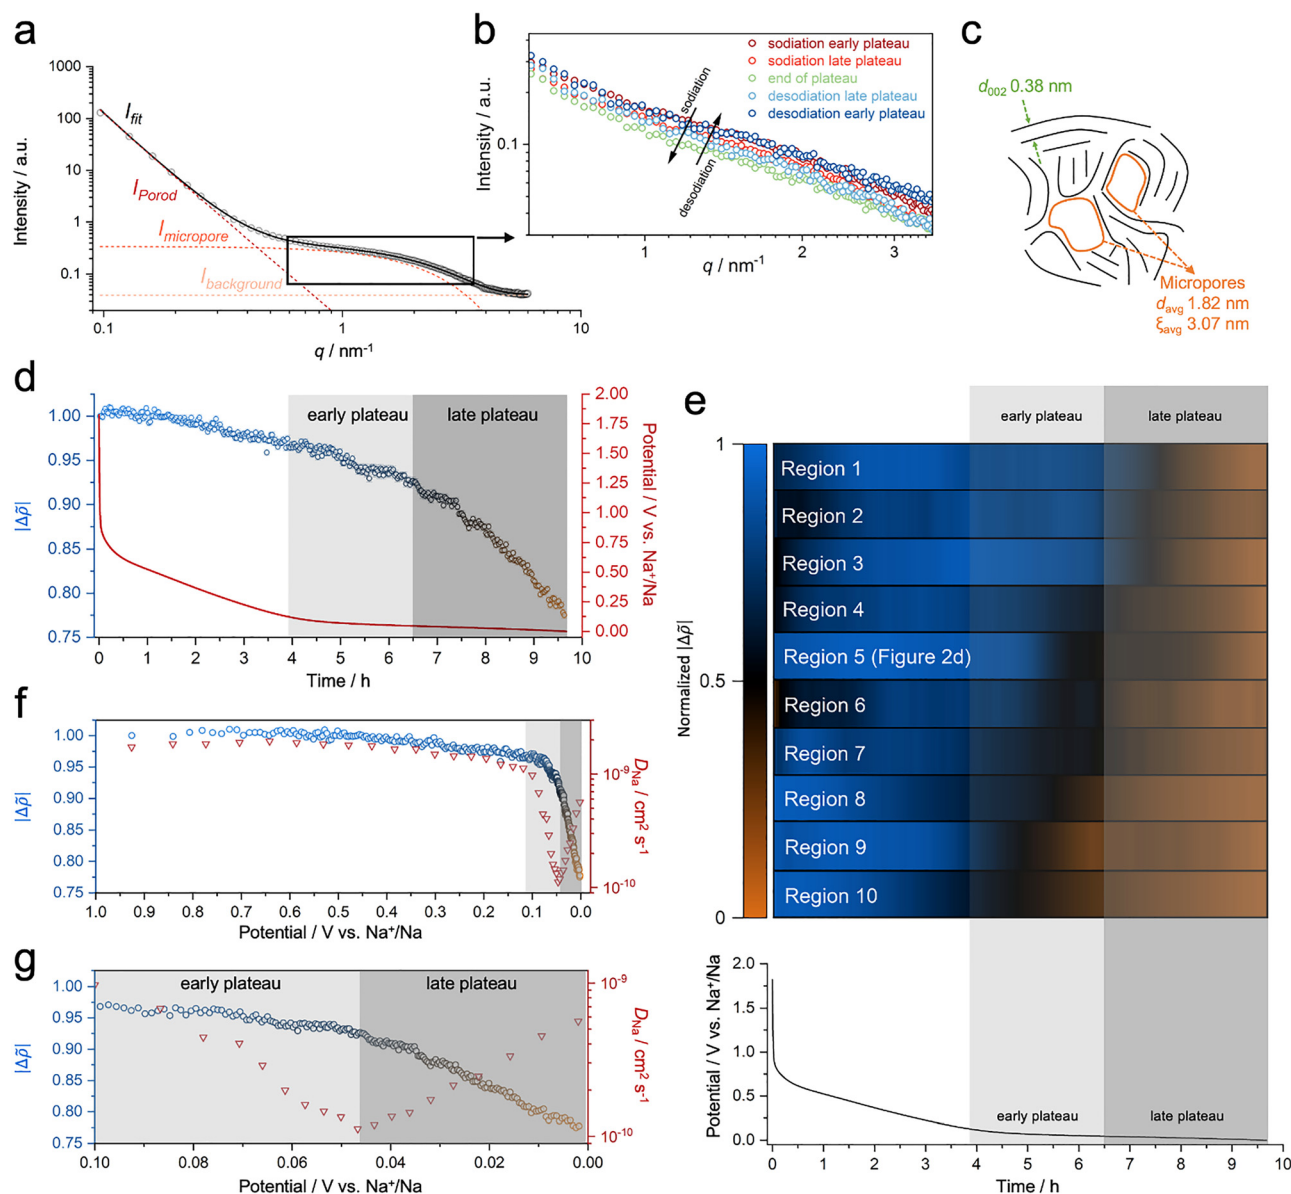 a
Intensity / a.u.
1000
100
10
1
0.1
I_fit
I_Porod
I_micropore
I_background
0.1
1
10
q / nm⁻¹
b
Intensity / a.u.
0.1
sodiation early plateau
sodiation late plateau
end of plateau
desodiation late plateau
desodiation early plateau
sodiation
desodiation
1
2
3
q / nm⁻¹
c
d₀₀₂ 0.38 nm
Micropores
d_avg 1.82 nm
ξ_avg 3.07 nm
d
|Δρ̃|
1.00
0.95
0.90
0.85
0.80
0.75
early plateau
late plateau
2.00
1.75
1.50
1.25
1.00
0.75
0.50
0.25
0.00
Potential / V vs. Na⁺/Na
0 1 2 3 4 5 6 7 8 9 10
Time / h
e
early plateau
late plateau
Normalized |Δρ̃|
1
0.5
0
Region 1
Region 2
Region 3
Region 4
Region 5 (Figure 2d)
Region 6
Region 7
Region 8
Region 9
Region 10
Potential / V vs. Na⁺/Na
2.0
1.5
1.0
0.5
0.0
early plateau
late plateau
0 1 2 3 4 5 6 7 8 9 10
Time / h
f
|Δρ̃|
1.00
0.95
0.90
0.85
0.80
0.75
10⁻⁹
10⁻¹⁰
D_Na / cm² s⁻¹
1.0 0.9 0.8 0.7 0.6 0.5 0.4 0.3 0.2 0.1 0.0
Potential / V vs. Na⁺/Na
g
|Δρ̃|
1.00
0.95
0.90
0.85
0.80
0.75
early plateau
late plateau
10⁻⁹
10⁻¹⁰
D_Na / cm² s⁻¹
0.10 0.08 0.06 0.04 0.02 0.00
Potential / V vs. Na⁺/Na